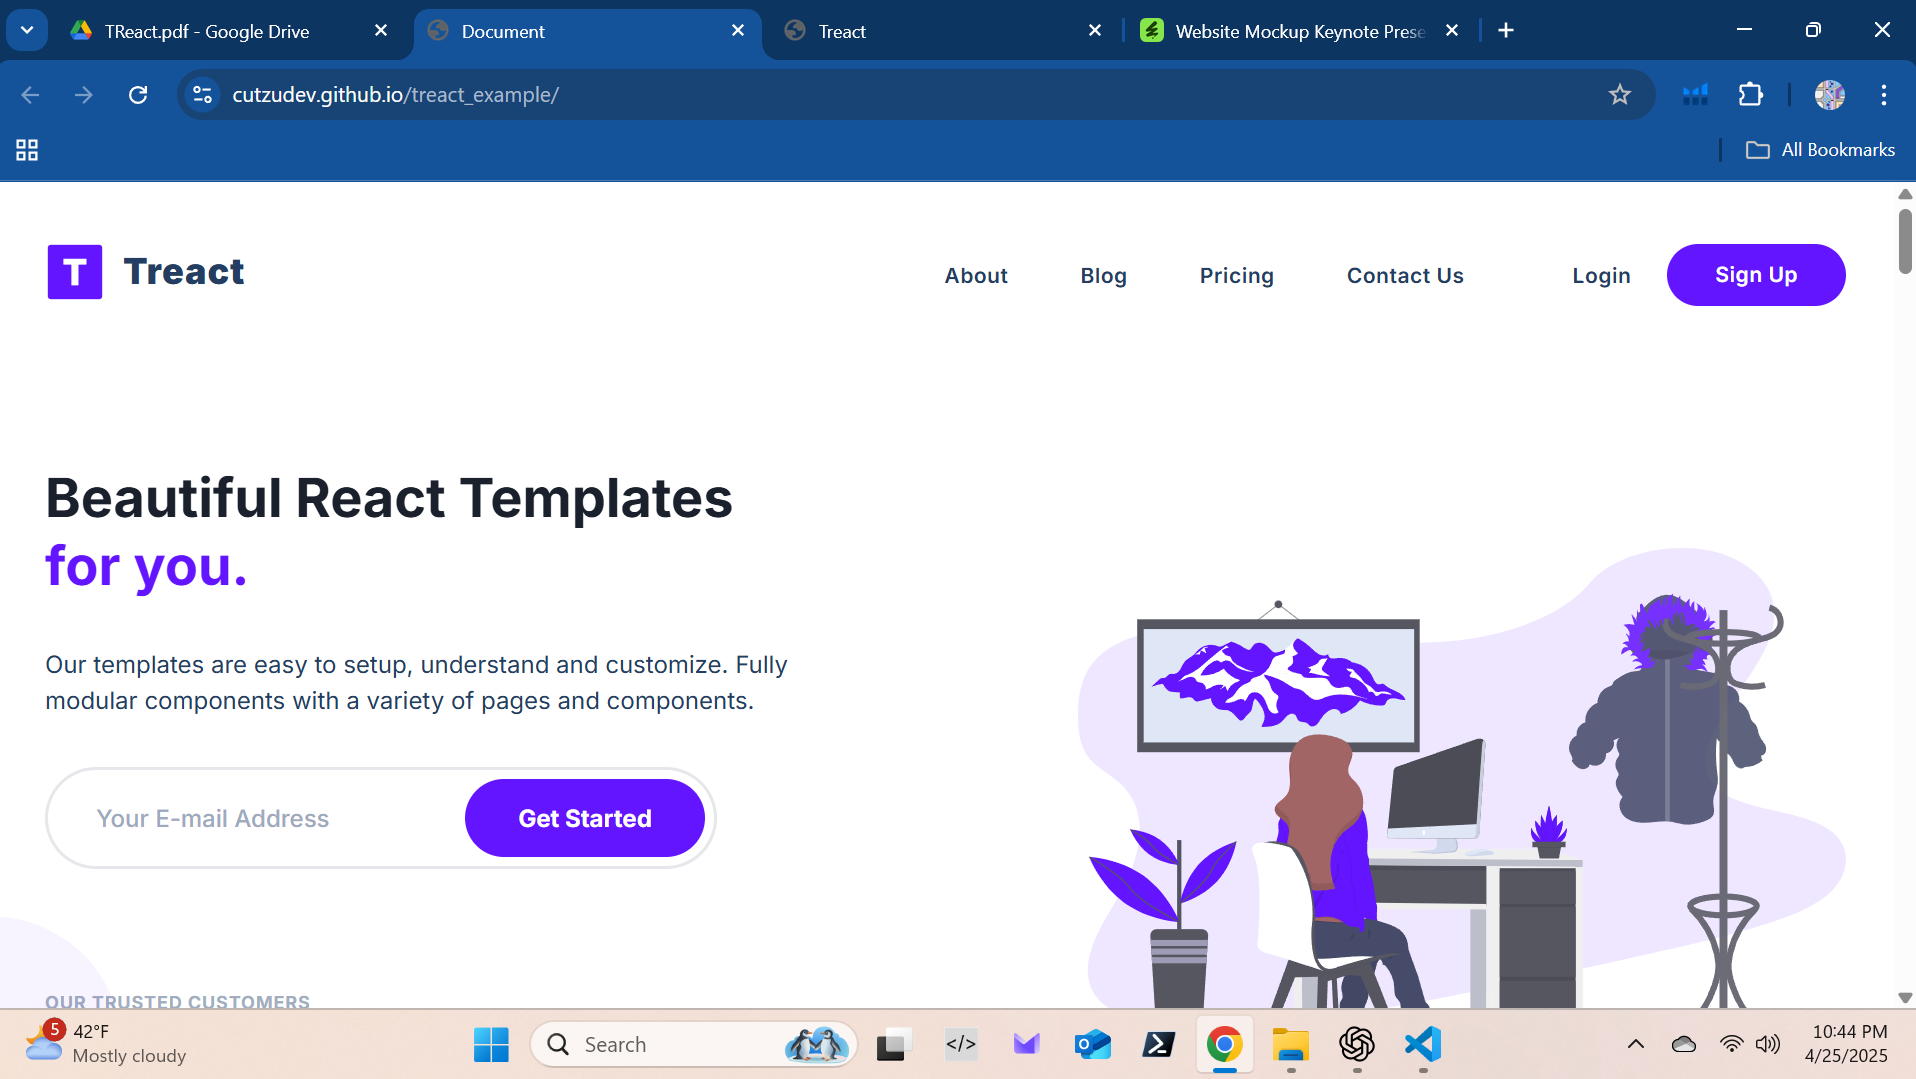 TReact.pdf - Google Drive
Document
Treact
Website Mockup Keynote Prese
cutzudev.github.io/treact_example/
All Bookmarks
T Treact
About
Blog
Pricing
Contact Us
Login
Sign Up
Beautiful React Templates
for you.
Our templates are easy to setup, understand and customize. Fully
modular components with a variety of pages and components.
Your E-mail Address
Get Started
OUR TRUSTED CUSTOMERS
5
42°F
Mostly cloudy
Search
</>
10:44 PM
4/25/2025